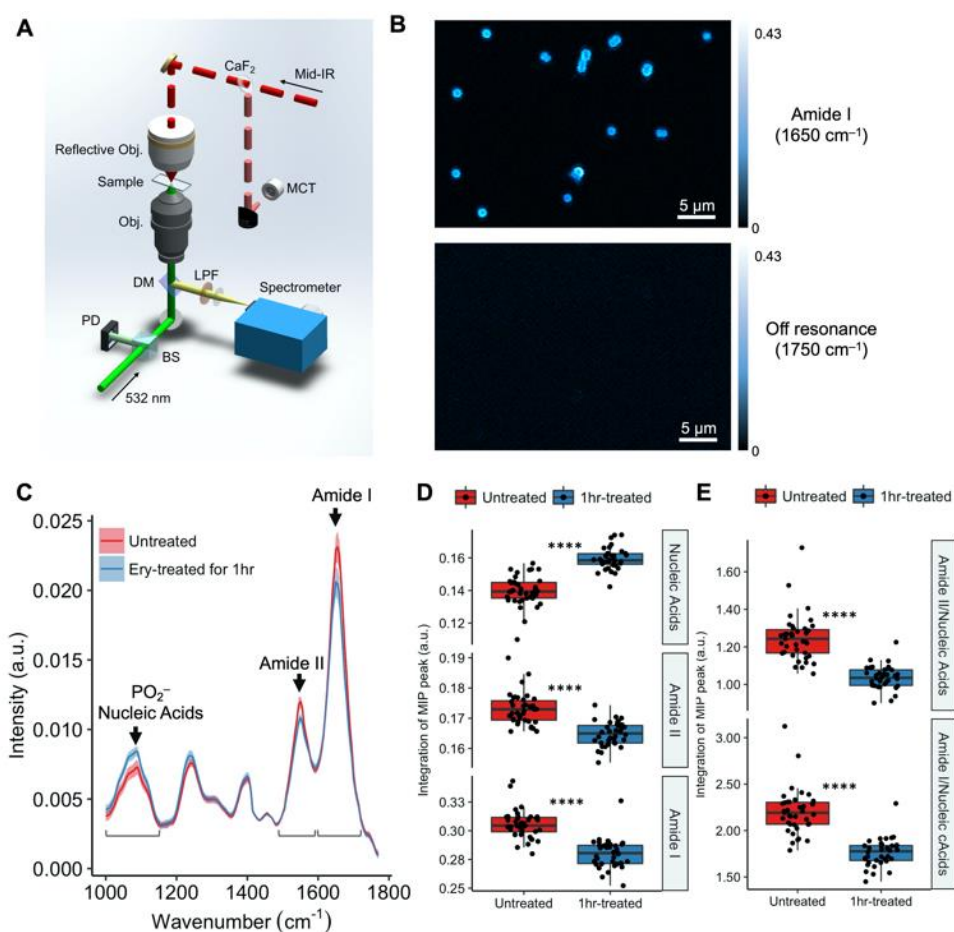 A
CaF2
Mid-IR
Reflective Obj.
Sample
MCT
Obj.
DM
LPF
Spectrometer
PD
BS
532 nm
B
0.43
Amide I
(1650 cm⁻¹)
5 μm
0
0.43
Off resonance
(1750 cm⁻¹)
5 μm
0
C
Amide I
0.025
Untreated
Ery-treated for 1hr
0.020
0.015
Amide II
PO2⁻
Nucleic Acids
0.010
0.005
0.000
Intensity (a.u.)
1000 1200 1400 1600 1800
Wavenumber (cm⁻¹)
D
Untreated 1hr-treated
****
0.16
0.14
0.12
Nucleic Acids
0.19
****
0.18
0.17
0.16
Amide II
****
0.33
0.30
0.28
0.25
Amide I
Integration of MIP peak (a.u.)
Untreated 1hr-treated
E
Untreated 1hr-treated
1.60
****
1.40
1.20
1.00
Amide II/Nucleic Acids
3.00
****
2.50
2.00
1.50
Amide I/Nucleic cAcids
Integration of MIP peak (a.u.)
Untreated 1hr-treated